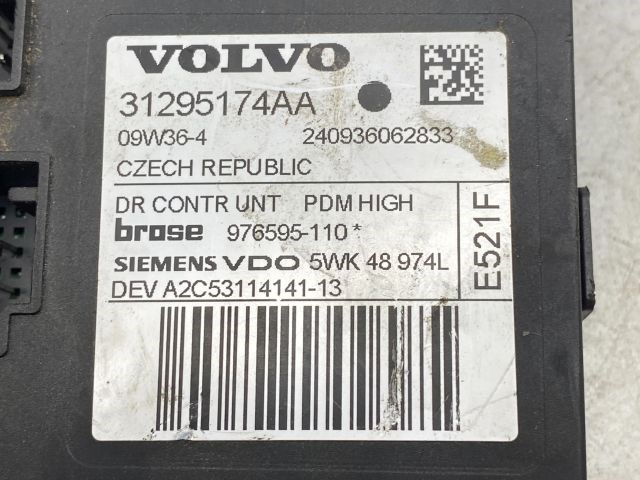 VOLVO
31295174AA
09W36-4 240936062833
CZECH REPUBLIC
DR CONTR UNT PDM HIGH
brose 976595-110*
SIEMENS VDO 5WK 48 974L
DEV A2C53114141-13
E521F